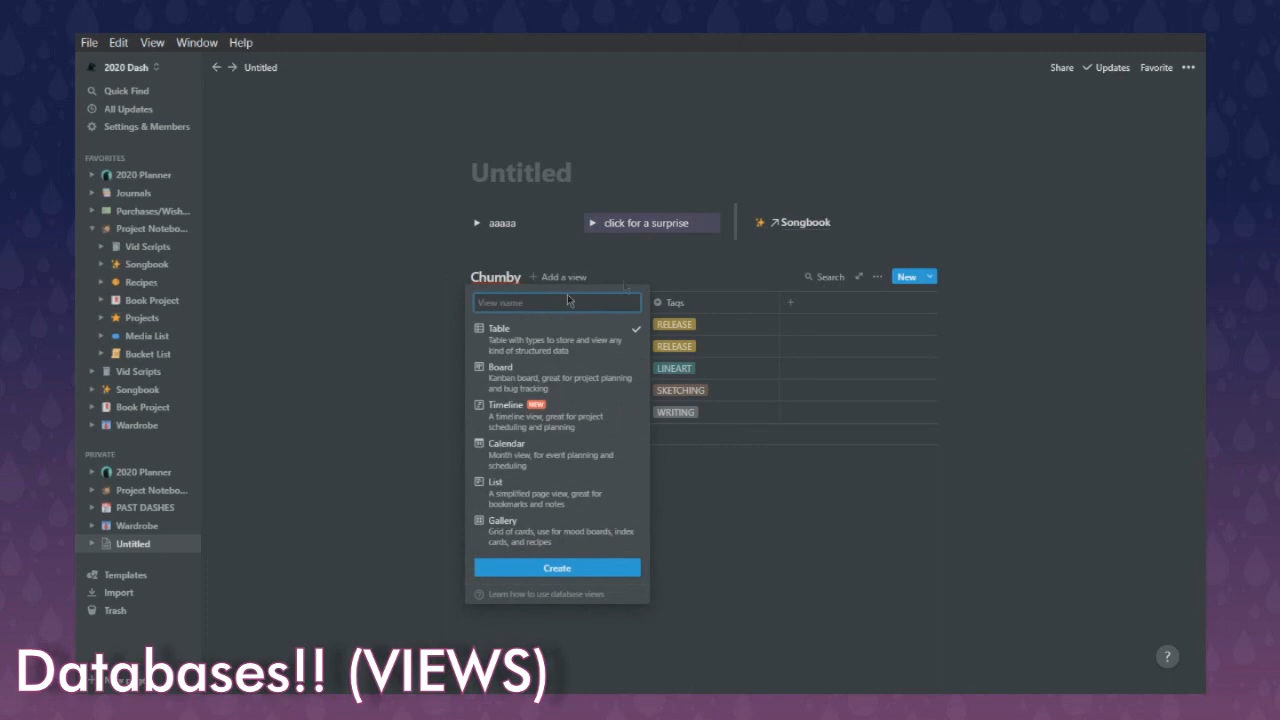 File Edit View Window Help
2020 Dash
Untitled
Share Updates Favorite •••
Quick Find
All Updates
Settings & Members
FAVORITES
2020 Planner
Journals
Purchases/Wish...
Project Notebo...
Vid Scripts
Songbook
Recipes
Book Project
Projects
Media List
Bucket List
Vid Scripts
Songbook
Book Project
Wardrobe
PRIVATE
2020 Planner
Project Notebo...
PAST DASHES
Wardrobe
Untitled
Templates
Import
Trash
Untitled
aaaaa
click for a surprise
Songbook
Chumby + Add a view
Search ••• New
View name
Table
Table with types to store and view any
kind of structured data
Board
Kanban board, great for project planning
and bug tracking
Timeline NEW
A timeline view, great for project
scheduling and planning
Calendar
Month view, for event planning and
scheduling
List
A simplified page view, great for
bookmarks and notes
Gallery
Grid of cards, use for mood boards, index
cards, and recipes
Create
Learn how to use database views
Tags +
RELEASE
RELEASE
LINEART
SKETCHING
WRITING
?
Databases!! (VIEWS)